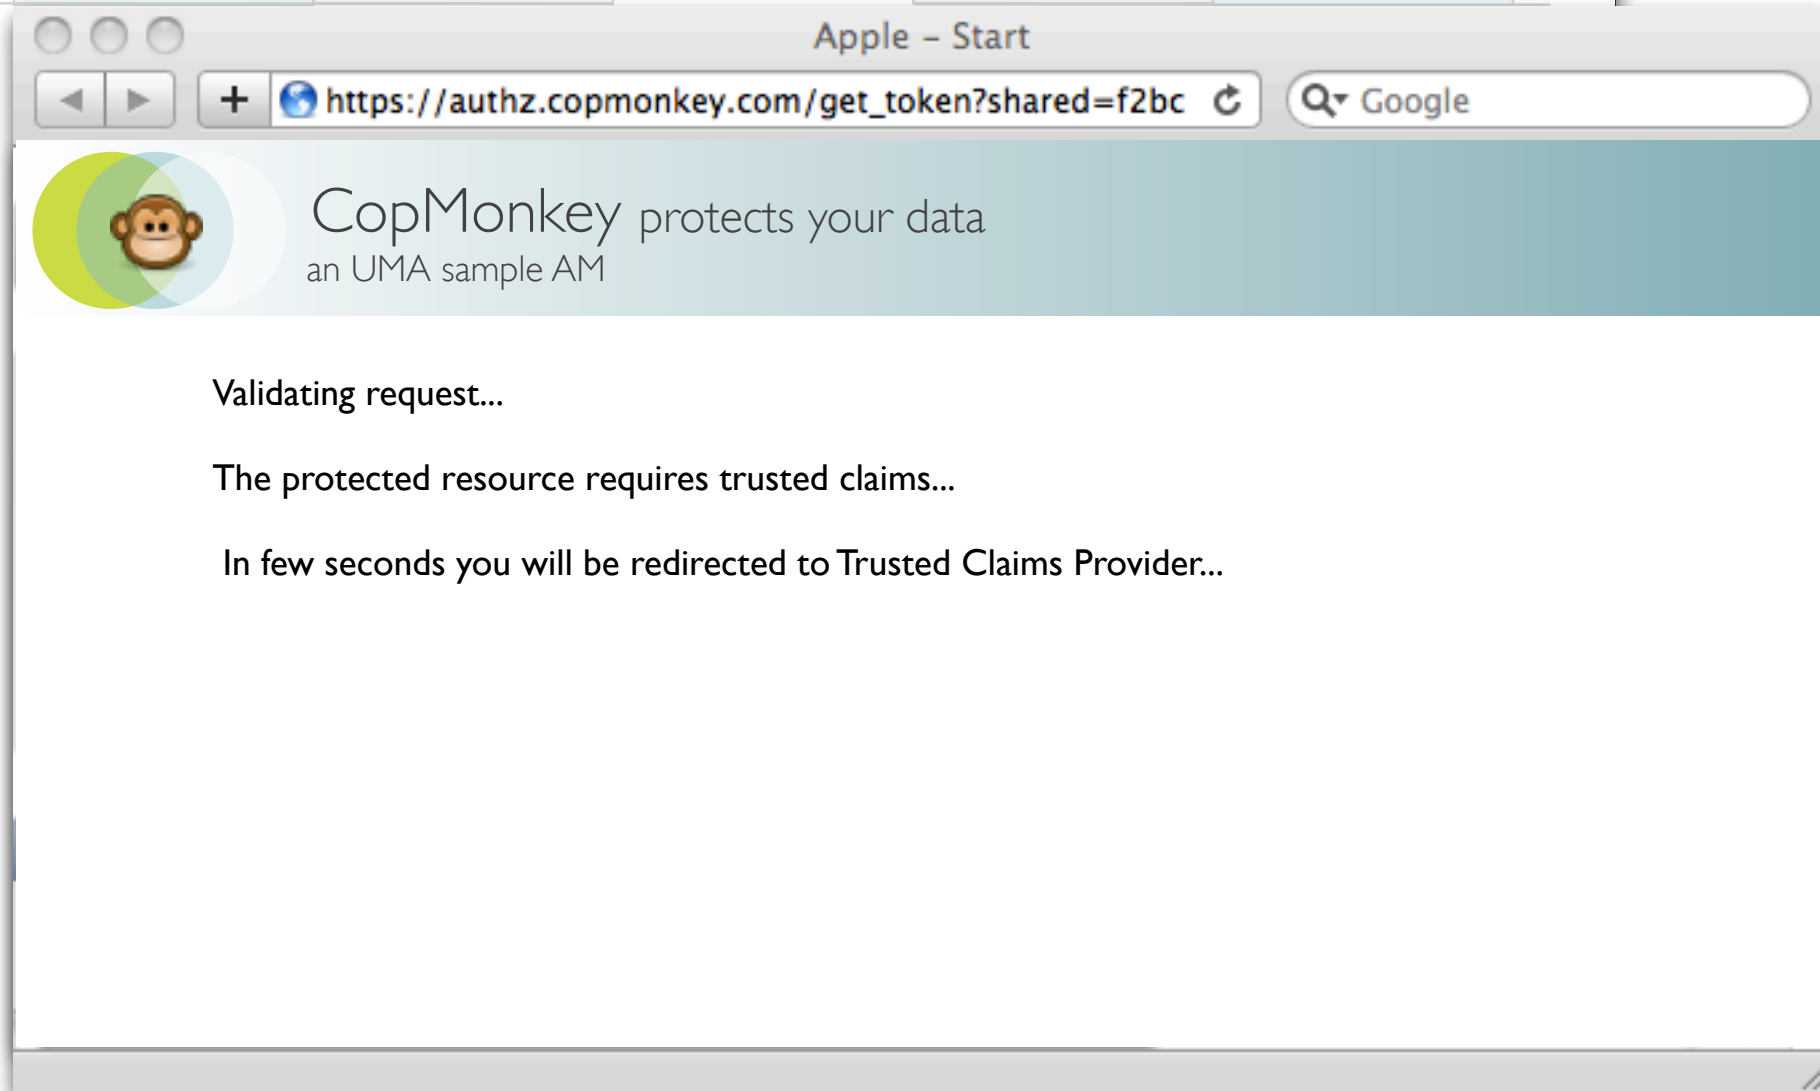 Apple – Start
+ https://authz.copmonkey.com/get_token?shared=f2bc Google
CopMonkey protects your data
an UMA sample AM
Validating request...
The protected resource requires trusted claims...
In few seconds you will be redirected to Trusted Claims Provider...